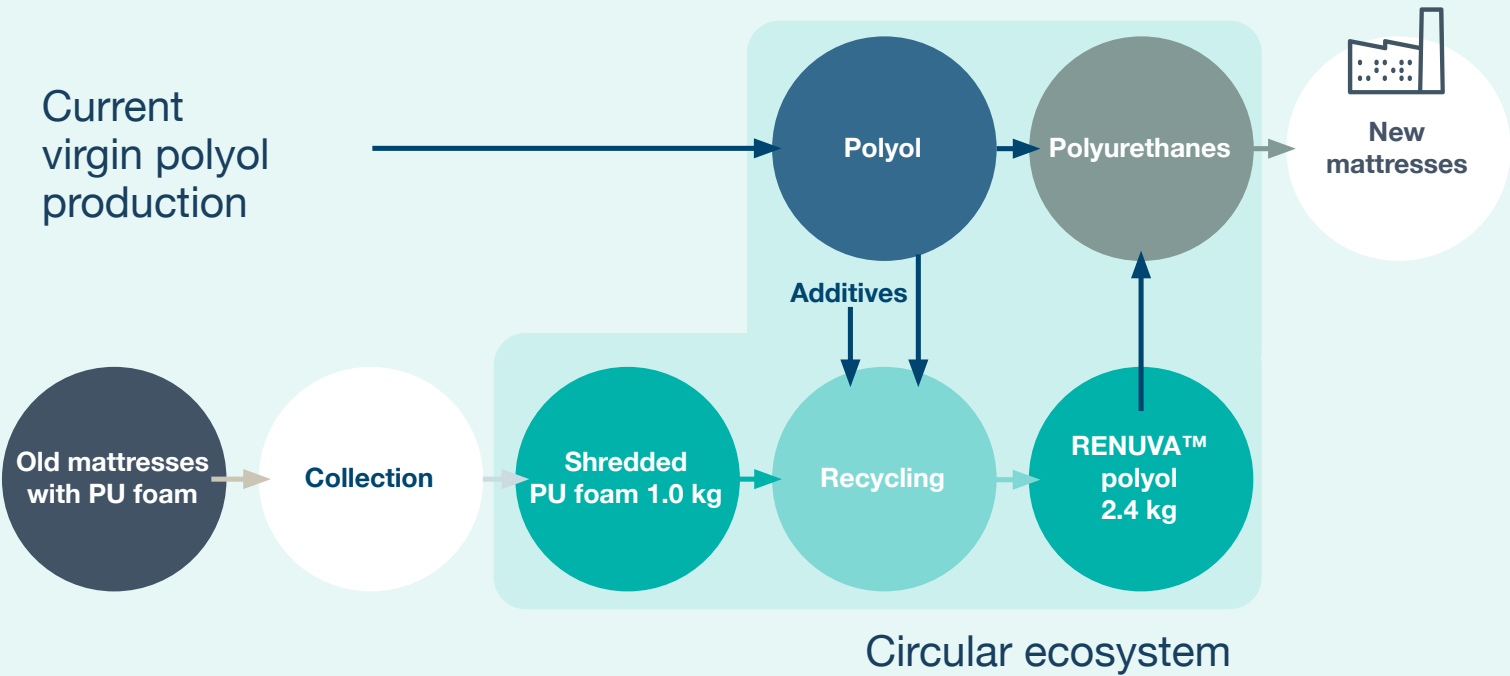 Current
virgin polyol
production
Polyol
Polyurethanes
New
mattresses
Additives
Old mattresses
with PU foam
Collection
Shredded
PU foam 1.0 kg
Recycling
RENUVA™
polyol
2.4 kg
Circular ecosystem